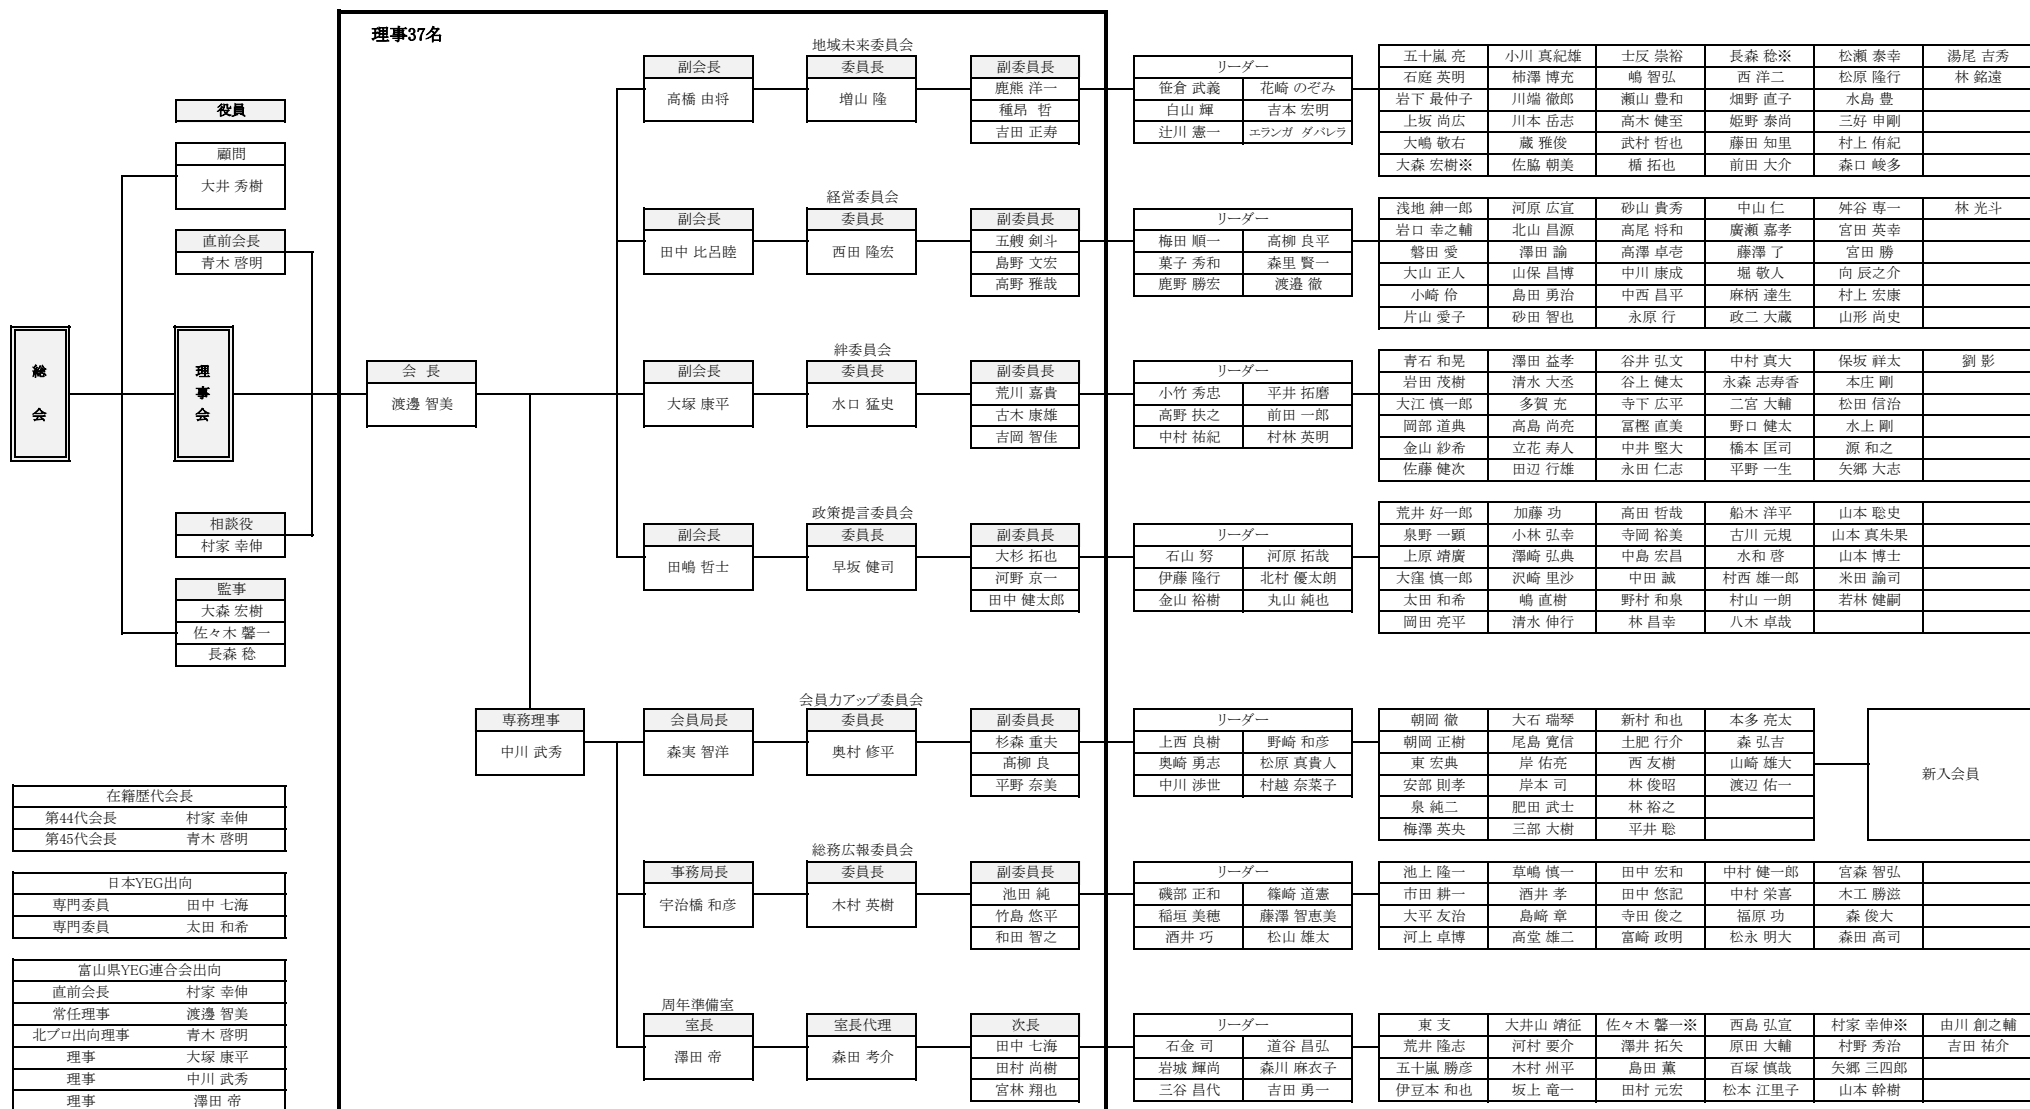 理事37名
役員
顧問
大井 秀樹
直前会長
青木 啓明
総会
理事会
相談役
村家 幸伸
監事
大森 宏樹
佐々木 馨一
長森 稔
在籍歴代会長
第44代会長 村家 幸伸
第45代会長 青木 啓明
日本YEG出向
専門委員 田中 七海
専門委員 太田 和希
富山県YEG連合会出向
直前会長 村家 幸伸
常任理事 渡邊 智美
北ブロ出向理事 青木 啓明
理事 大塚 康平
理事 中川 武秀
理事 澤田 帝
会 長
渡邊 智美
専務理事
中川 武秀
地域未来委員会
副会長 委員長 副委員長 リーダー
高橋 由将
増山 隆
鹿熊 洋一
種昂 哲
吉田 正寿
笹倉 武義 花崎 のぞみ
白山 輝 吉本 宏明
辻川 憲一 エランガ ダバレラ
五十嵐 亮 小川 真紀雄 士反 崇裕 長森 稔※ 松瀬 泰幸 湯尾 吉秀
石庭 英明 柿澤 博充 嶋 智弘 西 洋二 松原 隆行 林 銘遠
岩下 最仲子 川端 徹郎 瀬山 豊和 畑野 直子 水島 豊
上坂 尚広 川本 岳志 高木 健至 姫野 泰尚 三好 申剛
大嶋 敬右 蔵 雅俊 武村 哲也 藤田 知里 村上 侑紀
大森 宏樹※ 佐脇 朝美 楯 拓也 前田 大介 森口 峻多
経営委員会
副会長 委員長 副委員長 リーダー
田中 比呂睦
西田 隆宏
五艘 剣斗
島野 文宏
高野 雅哉
梅田 順一 高柳 良平
菓子 秀和 森里 賢一
鹿野 勝宏 渡邉 徹
浅地 紳一郎 河原 広宣 砂山 貴秀 中山 仁 舛谷 専一 林 光斗
岩口 幸之輔 北山 昌源 高尾 将和 廣瀬 嘉孝 宮田 英幸
磐田 愛 澤田 諭 高澤 卓壱 藤澤 了 宮田 勝
大山 正人 山保 昌博 中川 康成 堀 敬人 向 辰之介
小崎 伶 島田 勇治 中西 昌平 麻柄 達生 村上 宏康
片山 愛子 砂田 智也 永原 行 政二 大蔵 山形 尚史
絆委員会
副会長 委員長 副委員長 リーダー
大塚 康平
水口 猛史
荒川 嘉貴
古木 康雄
吉岡 智佳
小竹 秀忠 平井 拓磨
高野 扶之 前田 一郎
中村 祐紀 村林 英明
青石 和晃 澤田 益孝 谷井 弘文 中村 真大 保坂 祥太 劉 影
岩田 茂樹 清水 大丞 谷上 健太 永森 志寿香 本庄 剛
大江 慎一郎 多賀 充 寺下 広平 二宮 大輔 松田 信治
岡部 道典 高島 尚亮 冨樫 直美 野口 健太 水上 剛
金山 紗希 立花 寿人 中井 堅大 橋本 匡司 源 和之
佐藤 健次 田辺 行雄 永田 仁志 平野 一生 矢郷 大志
政策提言委員会
副会長 委員長 副委員長 リーダー
田嶋 哲士
早坂 健司
大杉 拓也
河野 京一
田中 健太郎
石山 努 河原 拓哉
伊藤 隆行 北村 優太朗
金山 裕樹 丸山 純也
荒井 好一郎 加藤 功 高田 哲哉 船木 洋平 山本 聡史
泉野 一顕 小林 弘幸 寺岡 裕美 古川 元規 山本 真朱果
上原 靖廣 澤崎 弘典 中島 宏昌 水和 啓 山本 博士
大窪 慎一郎 沢崎 里沙 中田 誠 村西 雄一郎 米田 諭司
太田 和希 嶋 直樹 野村 和泉 村山 一朗 若林 健嗣
岡田 亮平 清水 伸行 林 昌幸 八木 卓哉
会員力アップ委員会
会員局長 委員長 副委員長 リーダー
森実 智洋
奥村 修平
杉森 重夫
髙柳 良
平野 奈美
上西 良樹 野崎 和彦
奥崎 勇志 松原 真貴人
中川 渉世 村越 奈菜子
朝岡 徹 大石 瑞琴 新村 和也 本多 亮太
朝岡 正樹 尾島 寛信 土肥 行介 森 弘吉
東 宏典 岸 佑亮 西 友樹 山崎 雄大
安部 則孝 岸本 司 林 俊昭 渡辺 佑一
泉 純二 肥田 武士 林 裕之
梅澤 英央 三部 大樹 平井 聡
新入会員
総務広報委員会
事務局長 委員長 副委員長 リーダー
宇治橋 和彦
木村 英樹
池田 純
竹島 悠平
和田 智之
磯部 正和 篠崎 道憲
稲垣 美穂 藤澤 智恵美
酒井 巧 松山 雄太
池上 隆一 草嶋 慎一 田中 宏和 中村 健一郎 宮森 智弘
市田 耕一 酒井 孝 田中 悠記 中村 栄喜 木工 勝滋
大平 友治 島崎 章 寺田 俊之 福原 功 森 俊大
河上 卓博 高堂 雄二 富崎 政明 松永 明大 森田 高司
周年準備室
室長 室長代理 次長 リーダー
澤田 帝
森田 考介
田中 七海
田村 尚樹
宮林 翔也
石金 司 道谷 昌弘
岩城 輝尚 森川 麻衣子
三谷 昌代 吉田 勇一
東 支 大井山 靖征 佐々木 馨一※ 西島 弘宣 村家 幸伸※ 由川 創之輔
荒井 隆志 河村 要介 澤井 拓矢 原田 大輔 村野 秀治 吉田 祐介
五十嵐 勝彦 木村 州平 島田 薫 百塚 慎哉 矢郷 三四郎
伊豆本 和也 坂上 竜一 田村 元宏 松本 江里子 山本 幹樹